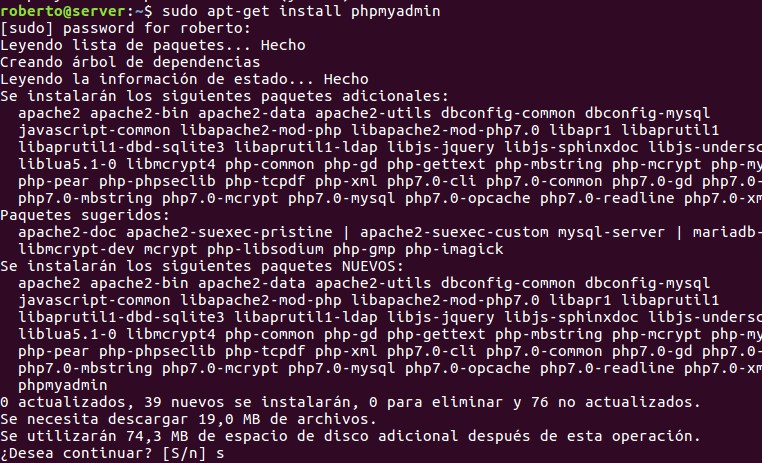 roberto@server:~$ sudo apt-get install phpmyadmin
[sudo] password for roberto:
Leyendo lista de paquetes... Hecho
Creando árbol de dependencias
Leyendo la información de estado... Hecho
Se instalarán los siguientes paquetes adicionales:
  apache2 apache2-bin apache2-data apache2-utils dbconfig-common dbconfig-mysql
  javascript-common libapache2-mod-php libapache2-mod-php7.0 libapr1 libaprutil1
  libaprutil1-dbd-sqlite3 libaprutil1-ldap libjs-jquery libjs-sphinxdoc libjs-undersc
  liblua5.1-0 libmcrypt4 php-common php-gd php-gettext php-mbstring php-mcrypt php-my
  php-pear php-phpseclib php-tcpdf php-xml php7.0-cli php7.0-common php7.0-gd php7.0-
  php7.0-mbstring php7.0-mcrypt php7.0-mysql php7.0-opcache php7.0-readline php7.0-xm
Paquetes sugeridos:
  apache2-doc apache2-suexec-pristine | apache2-suexec-custom mysql-server | mariadb-
  libmcrypt-dev mcrypt php-libsodium php-gmp php-imagick
Se instalarán los siguientes paquetes NUEVOS:
  apache2 apache2-bin apache2-data apache2-utils dbconfig-common dbconfig-mysql
  javascript-common libapache2-mod-php libapache2-mod-php7.0 libapr1 libaprutil1
  libaprutil1-dbd-sqlite3 libaprutil1-ldap libjs-jquery libjs-sphinxdoc libjs-undersc
  liblua5.1-0 libmcrypt4 php-common php-gd php-gettext php-mbstring php-mcrypt php-my
  php-pear php-phpseclib php-tcpdf php-xml php7.0-cli php7.0-common php7.0-gd php7.0-
  php7.0-mbstring php7.0-mcrypt php7.0-mysql php7.0-opcache php7.0-readline php7.0-xm
  phpmyadmin
0 actualizados, 39 nuevos se instalarán, 0 para eliminar y 76 no actualizados.
Se necesita descargar 19,0 MB de archivos.
Se utilizarán 74,3 MB de espacio de disco adicional después de esta operación.
¿Desea continuar? [S/n] s